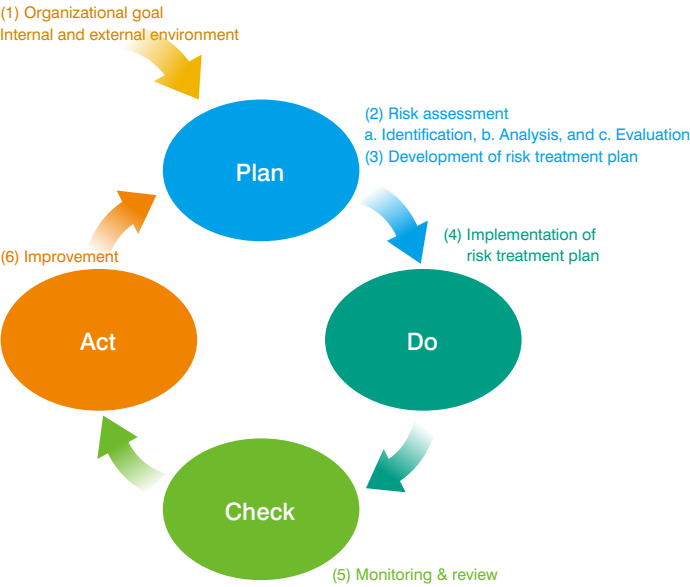 (1) Organizational goal
Internal and external environment
Plan
(2) Risk assessment
a. Identification, b. Analysis, and c. Evaluation
(3) Development of risk treatment plan
(4) Implementation of
risk treatment plan
(6) Improvement
Act
Do
Check
(5) Monitoring & review